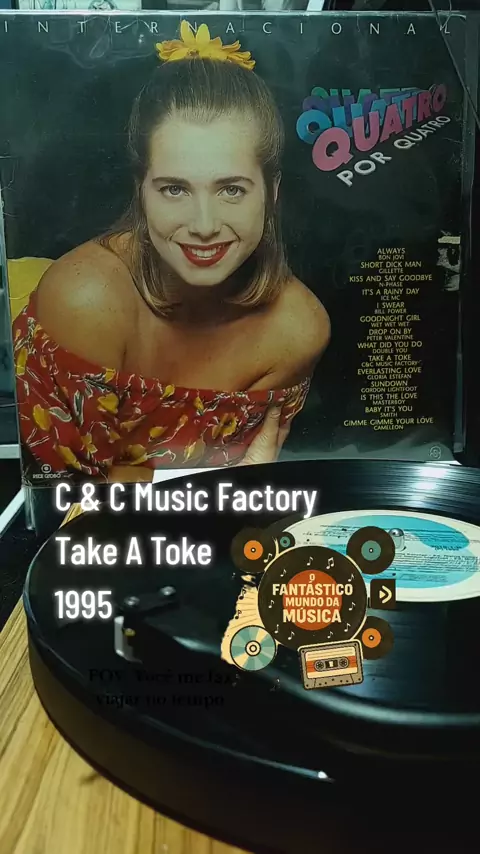 INTERNACIONAL
QUATRO
POR QUATRO
ALWAYS
BON JOVI
SHORT DICK MAN
GILLETTE
KISS AND SAY GOODBYE
N-PHASE
IT'S A RAINY DAY
ICE MC
I SWEAR
BILL POWER
GOODNIGHT GIRL
WET WET WET
DROP ON BY
PETER VALENTINE
WHAT DID YOU DO
DOUBLE YOU
TAKE A TOKE
C&C MUSIC FACTORY
EVERLASTING LOVE
GLORIA ESTEFAN
SUNDOWN
GORDON LIGHTFOOT
IS THIS THE LOVE
MASTERBOY
BABY IT'S YOU
SMITH
GIMME GIMME YOUR LOVE
CAMELEON
C & C Music Factory
Take A Toke
1995
O
FANTÁSTICO
MUNDO DA
MÚSICA
POV: Você me faz
viajar no tempo